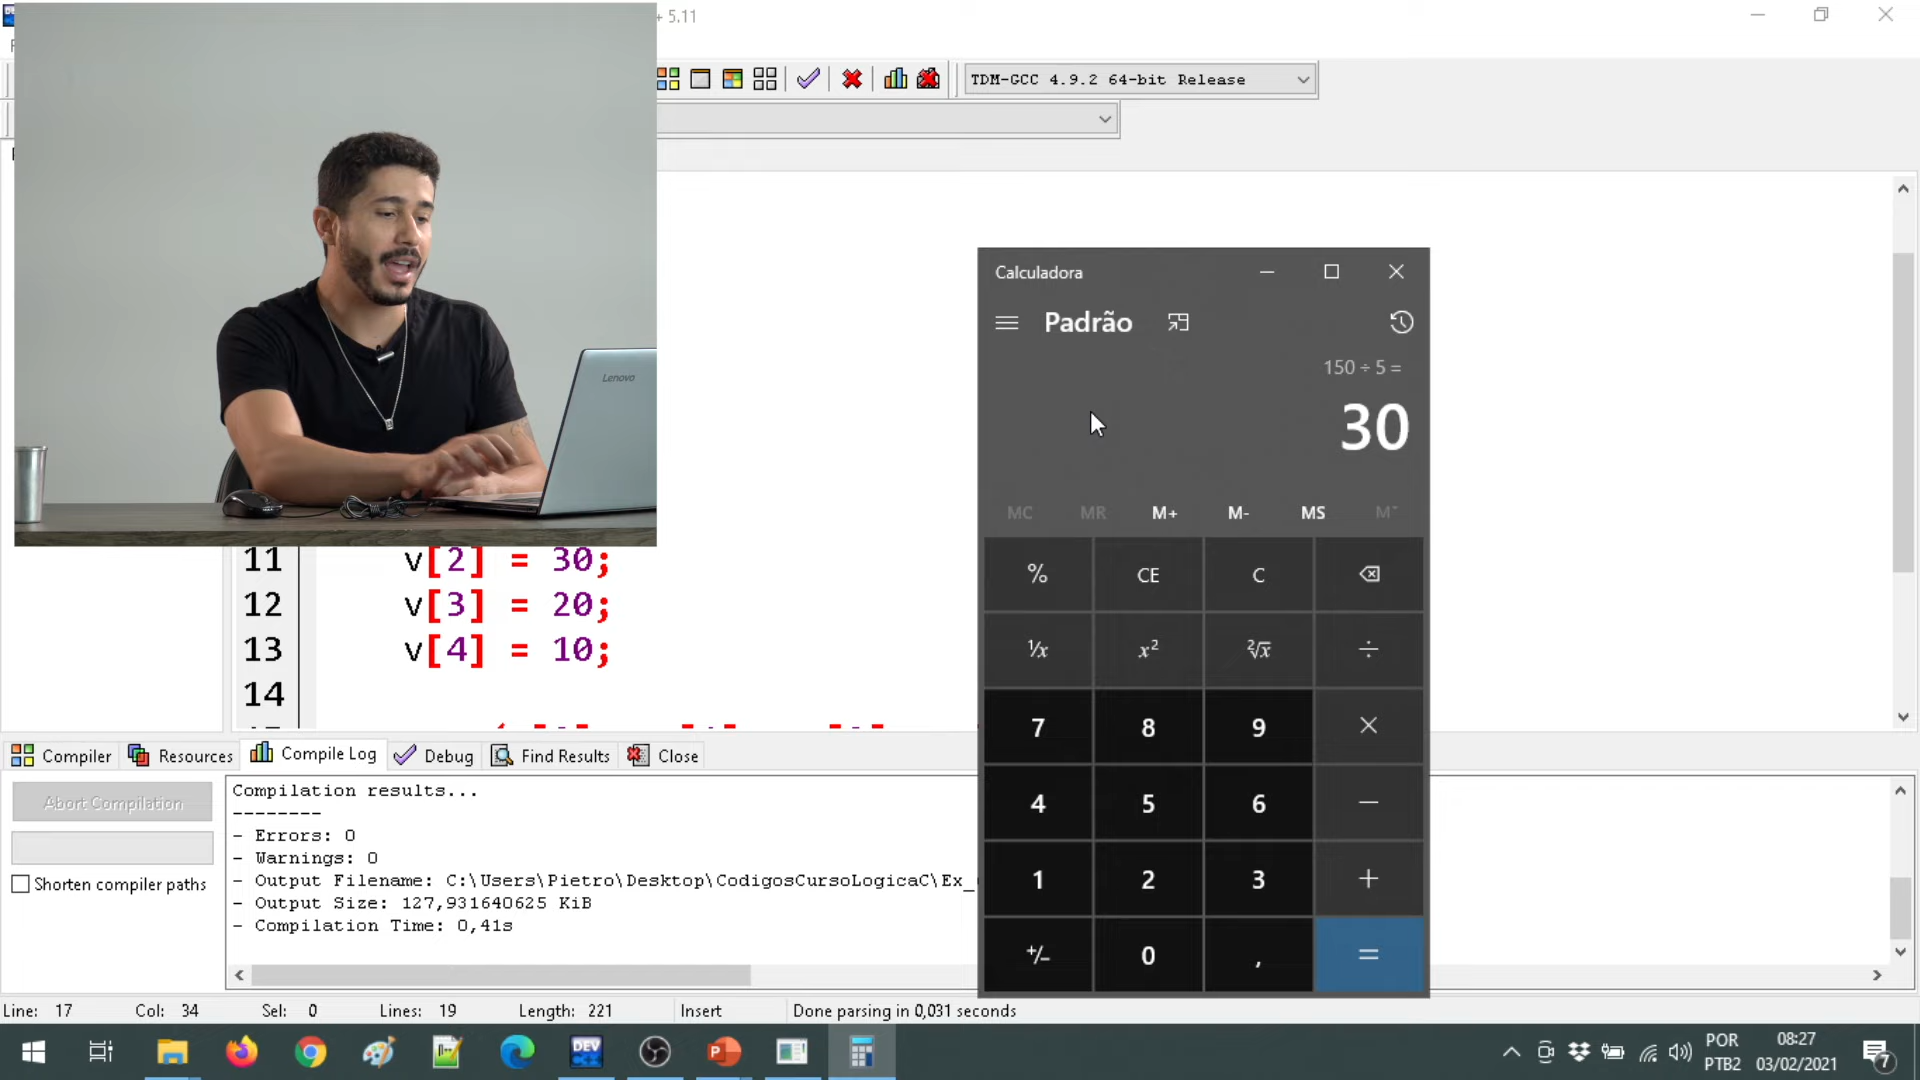 + 5.11
TDM-GCC 4.9.2 64-bit Release
Lenovo
Calculadora
Padrão
150 ÷ 5 =
30
MC MR M+ M- MS M˅
% CE C
¹/x x² ²√x ÷
7 8 9 ×
4 5 6 −
1 2 3 +
+/− 0 , =
11 v[2] = 30;
12 v[3] = 20;
13 v[4] = 10;
14
Compiler Resources Compile Log Debug Find Results Close
Abort Compilation
Shorten compiler paths
Compilation results...
--------
- Errors: 0
- Warnings: 0
- Output Filename: C:\Users\Pietro\Desktop\CodigosCursoLogicaC\Ex_
- Output Size: 127,931640625 KiB
- Compilation Time: 0,41s
Line: 17 Col: 34 Sel: 0 Lines: 19 Length: 221 Insert Done parsing in 0,031 seconds
DEV
P
POR
PTB2
08:27
03/02/2021
7